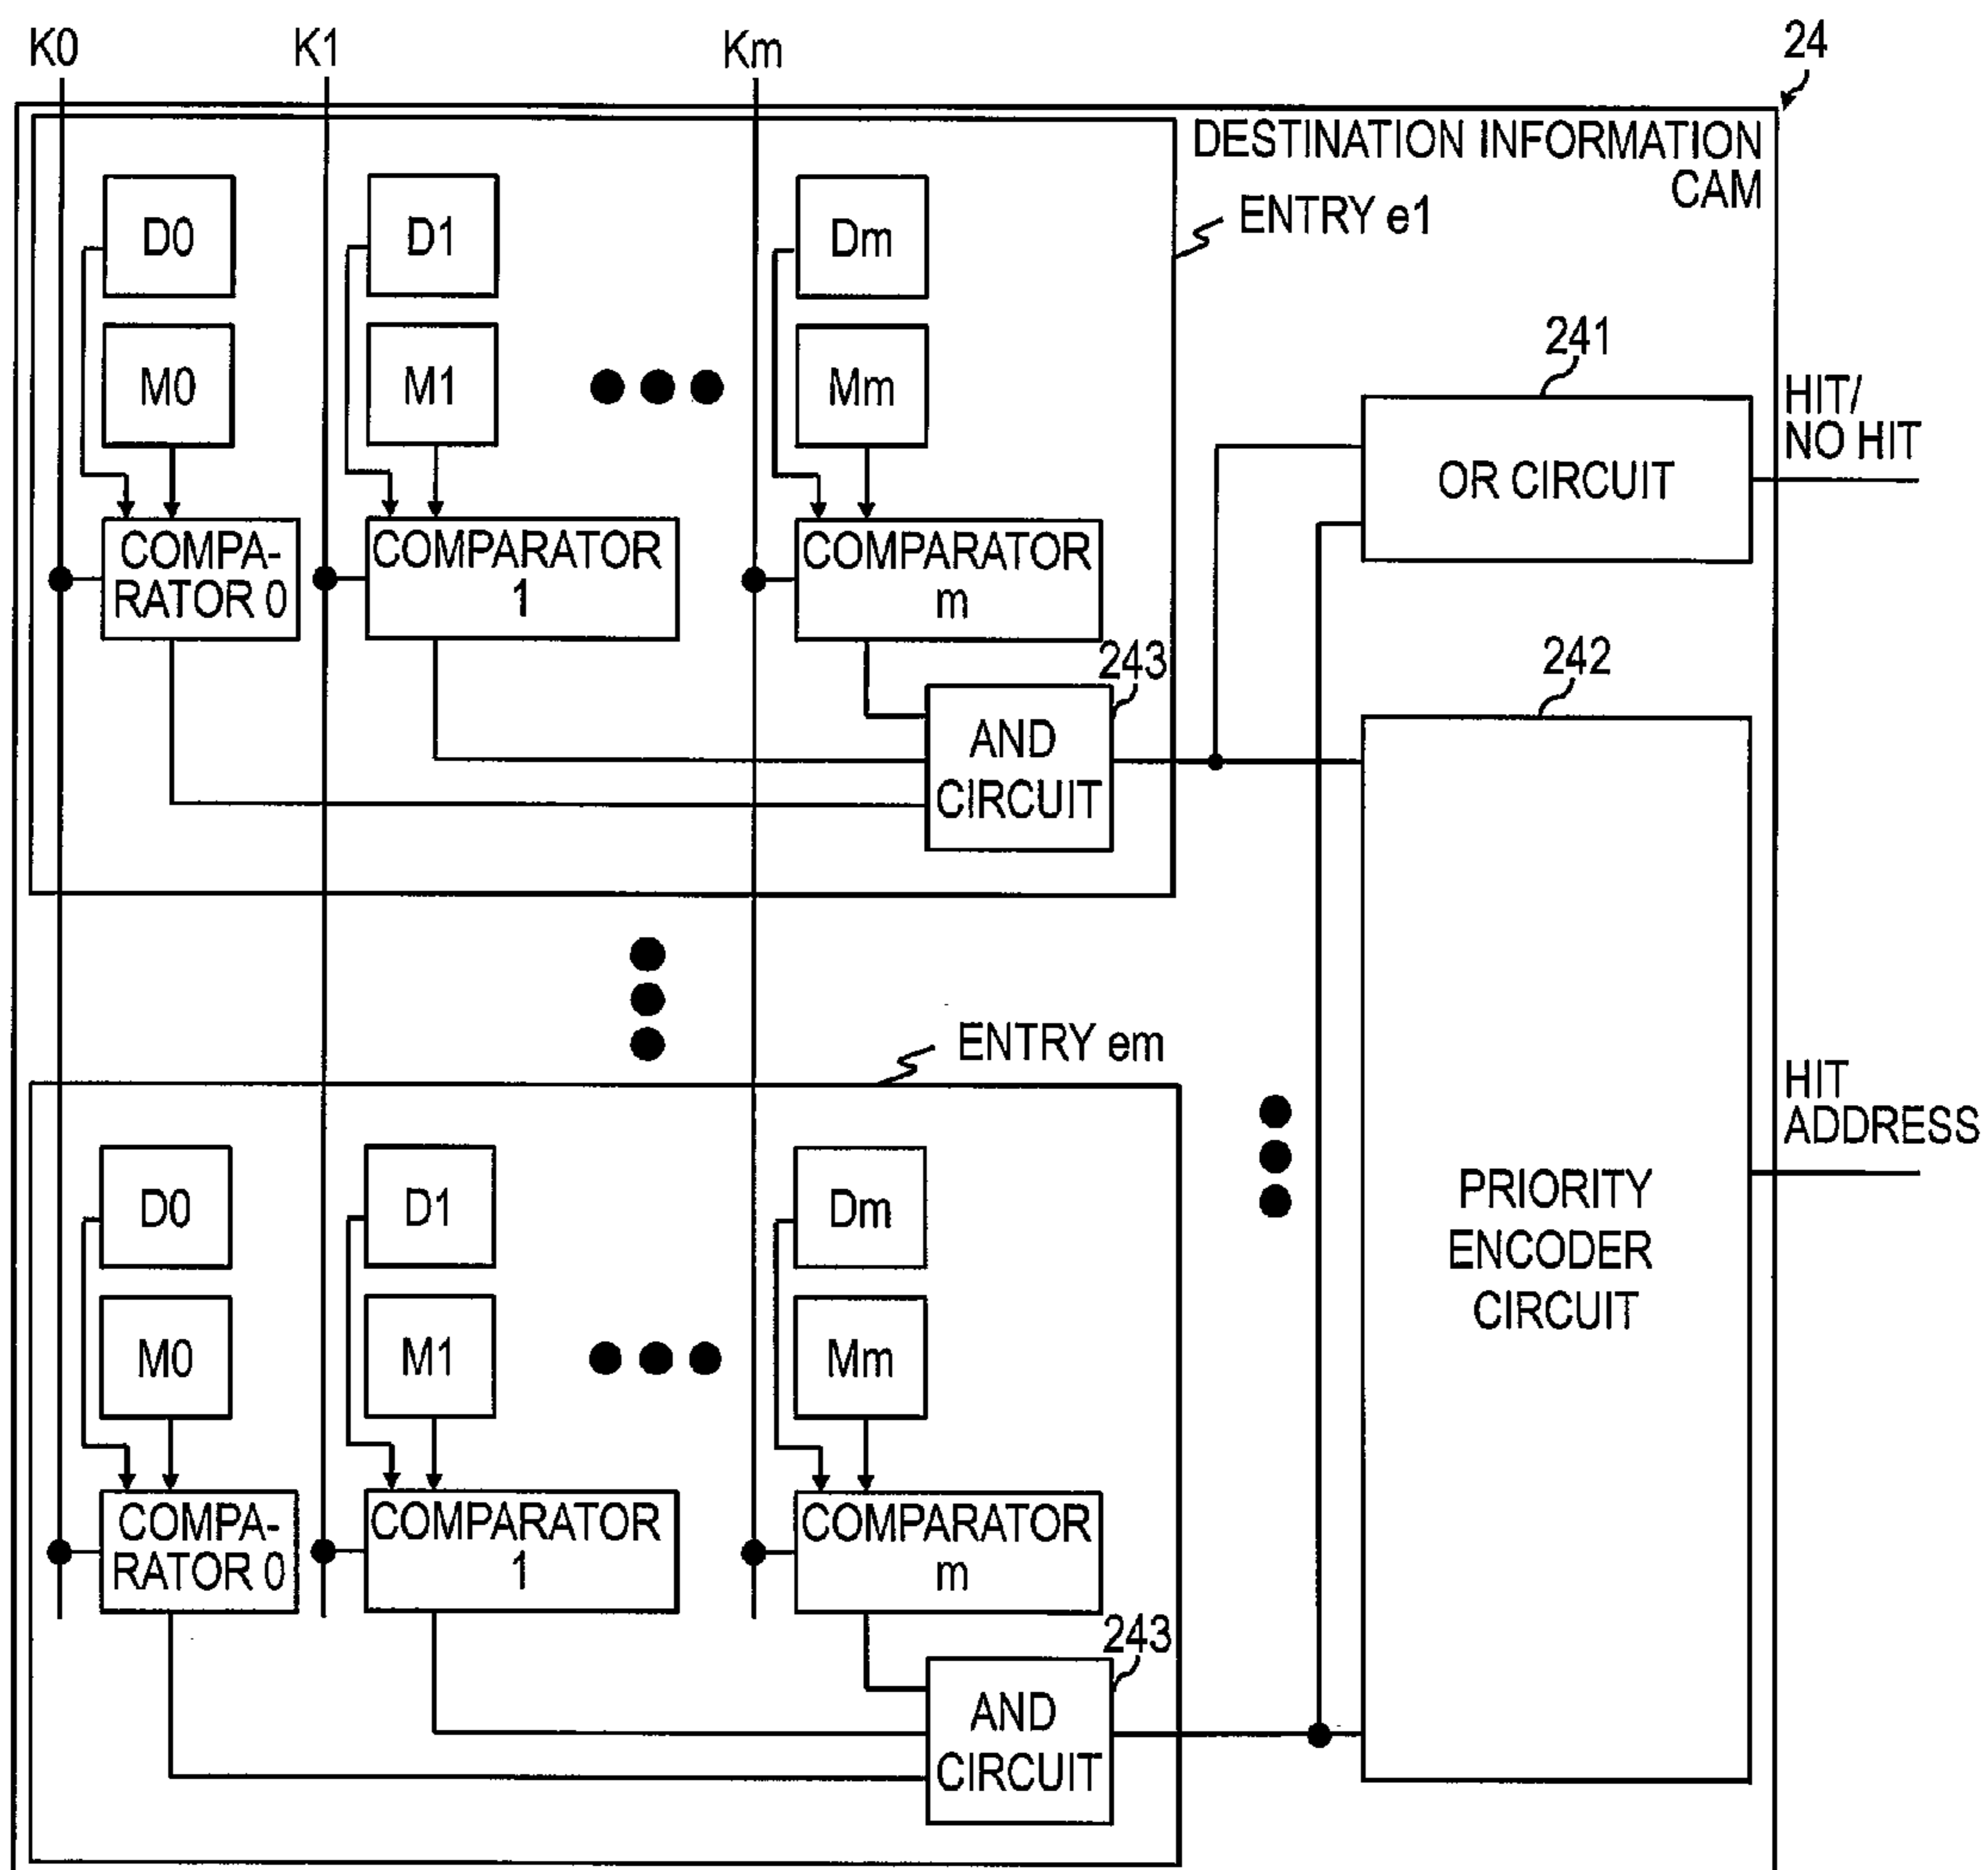 K0
K1
Km
24
DESTINATION INFORMATION
CAM
ENTRY e1
D0
D1
Dm
M0
M1
Mm
COMPA-
RATOR 0
COMPARATOR
1
COMPARATOR
m
243
AND
CIRCUIT
241
OR CIRCUIT
HIT/
NO HIT
242
PRIORITY
ENCODER
CIRCUIT
HIT
ADDRESS
ENTRY em
D0
D1
Dm
M0
M1
Mm
COMPA-
RATOR 0
COMPARATOR
1
COMPARATOR
m
243
AND
CIRCUIT